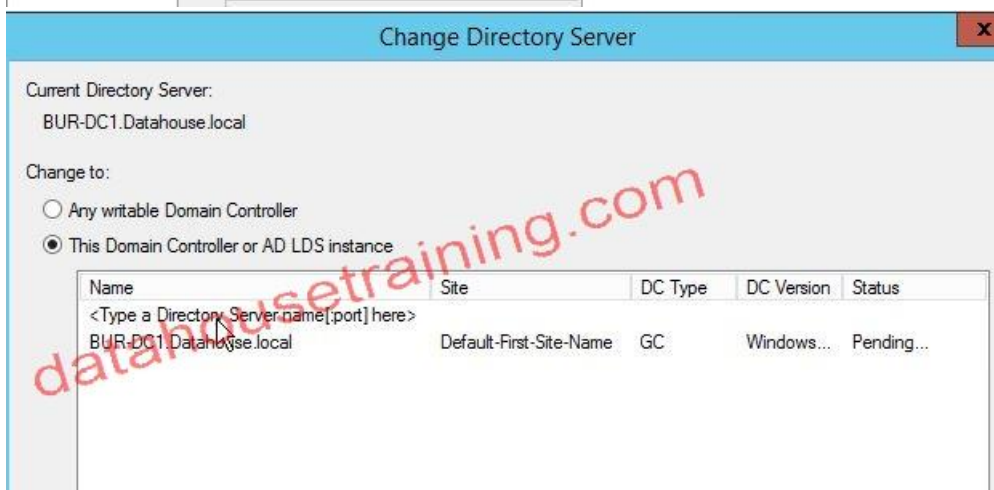 Change Directory Server
x
Current Directory Server:
BUR-DC1.Datahouse.local
Change to:
Any writable Domain Controller
This Domain Controller or AD LDS instance
Name Site DC Type DC Version Status
<Type a Directory Server name[:port] here>
BUR-DC1.Datahouse.local Default-First-Site-Name GC Windows... Pending...
datahousetraining.com